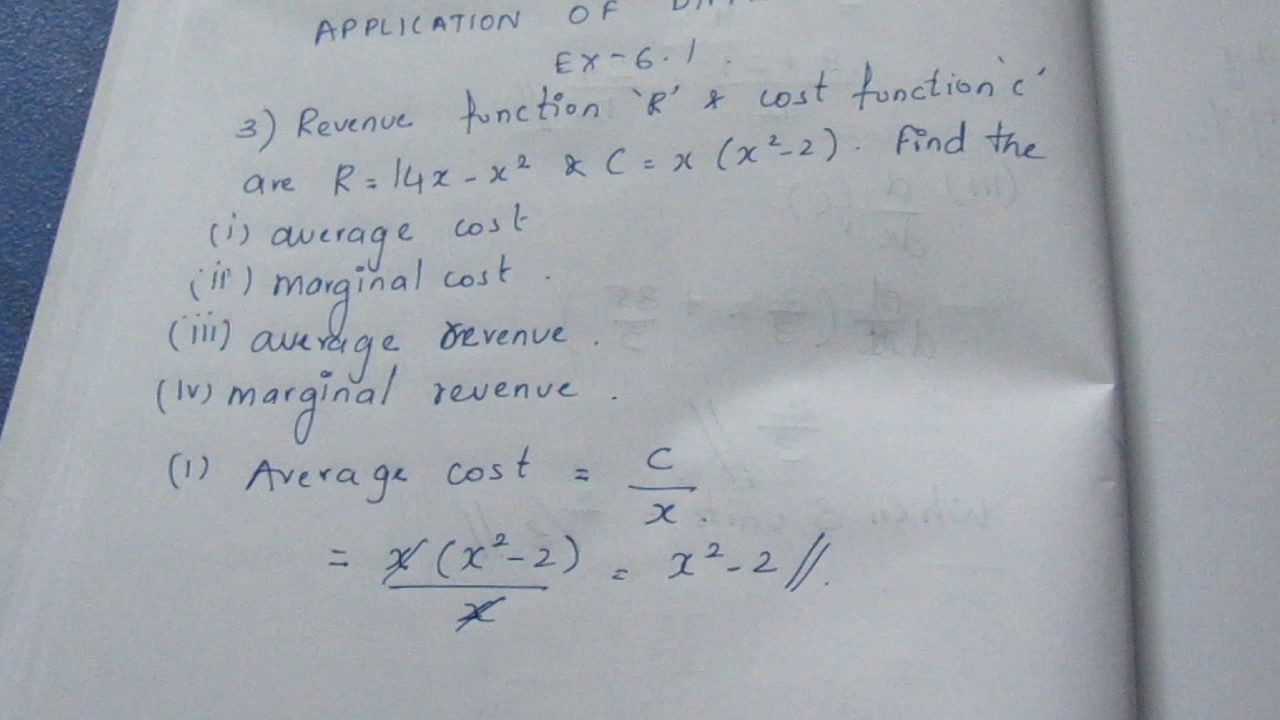 APPLICATION OF
EX-6.1.
3) Revenue function 'R' & cost function 'c'
are R = 14x - x² & C = x (x²-2). Find the
(i) average cost
(ii) marginal cost.
(iii) average revenue.
(iv) marginal revenue.
(1) Average cost = C/x.
= x(x²-2)/x = x²-2//.